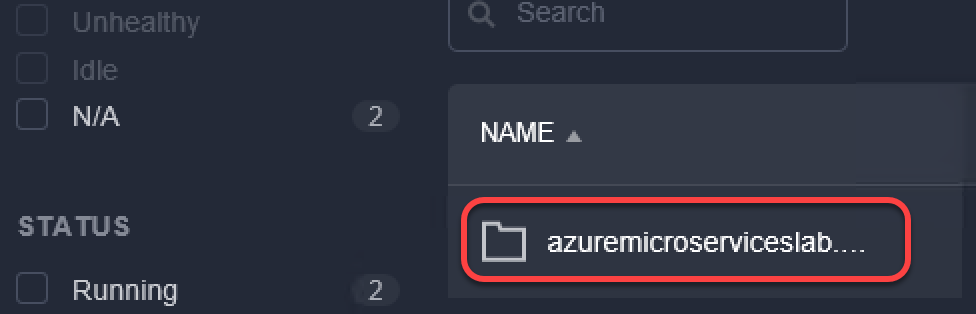 Unhealthy
Idle
N/A 2
STATUS
Running 2
Search
NAME
azuremicroserviceslab....